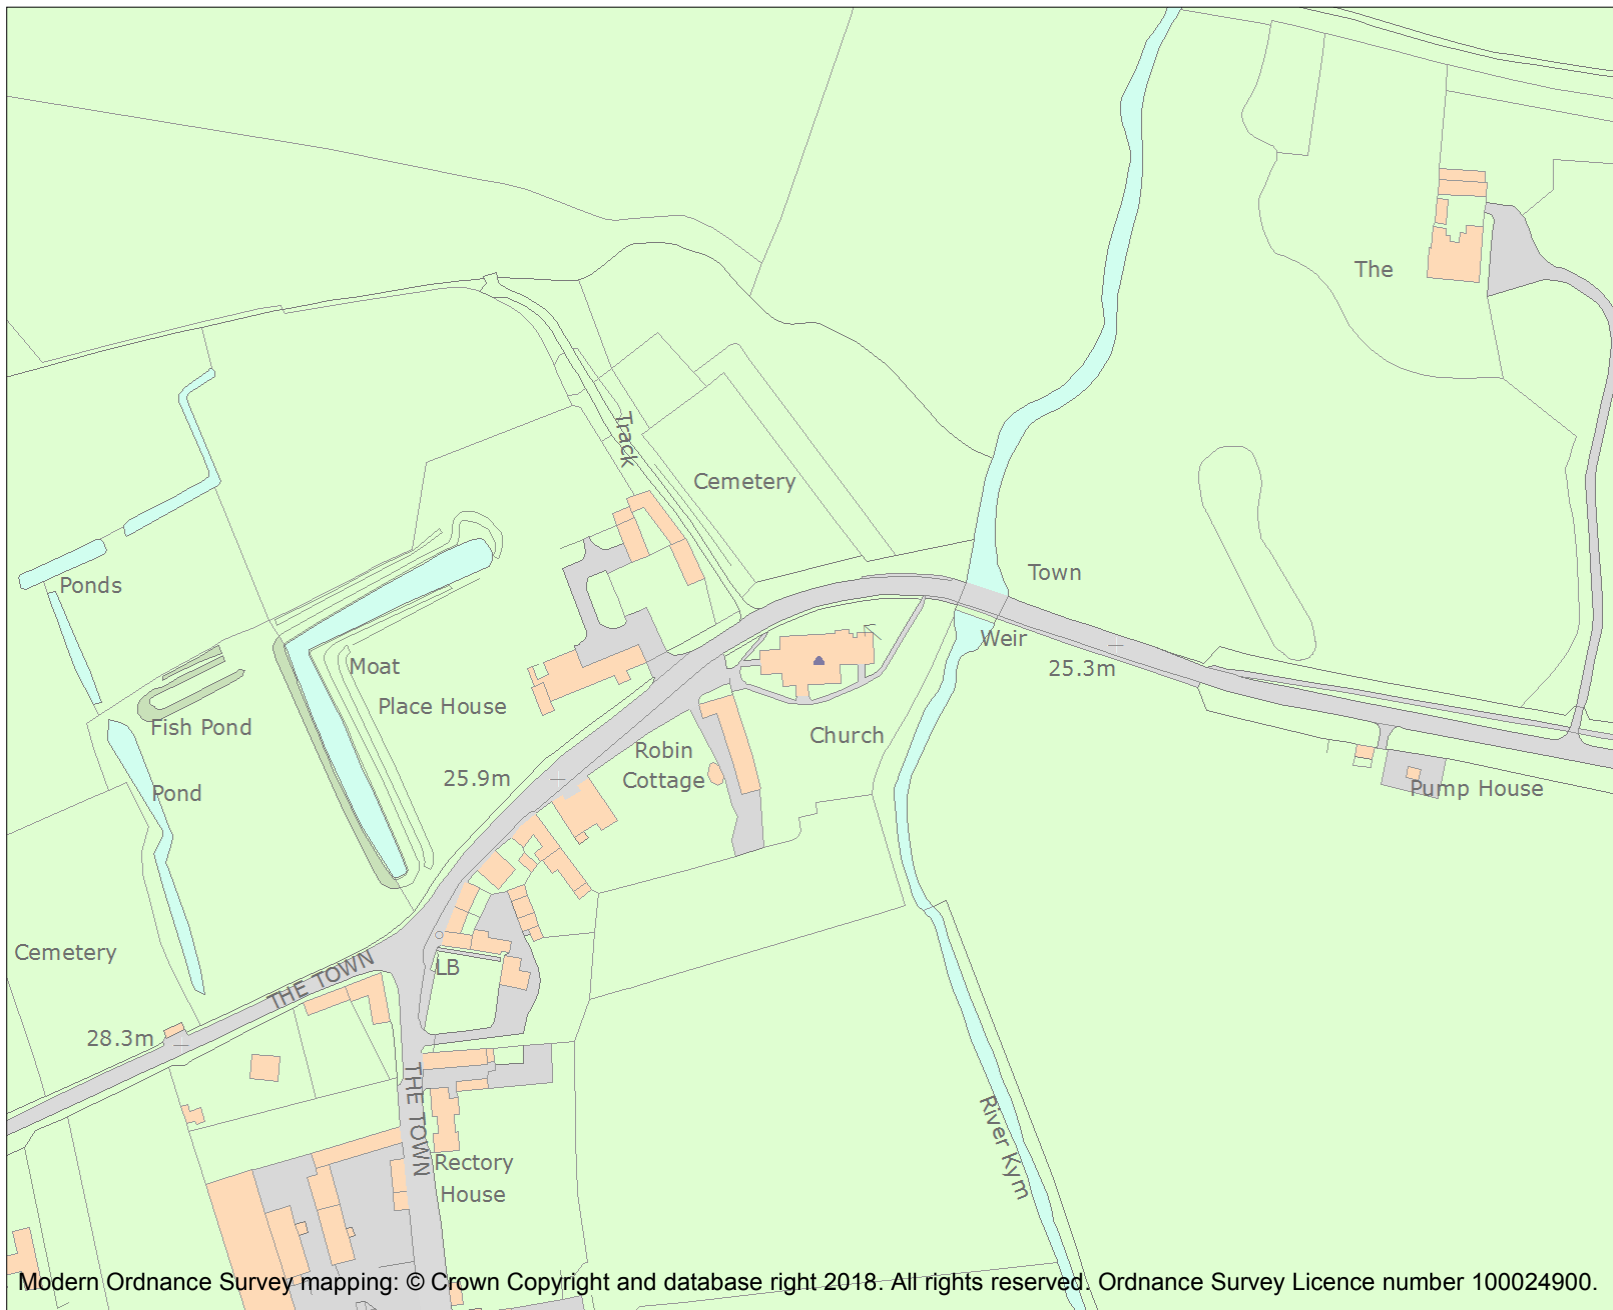 The
Track
Cemetery
Town
Ponds
Weir
Moat
25.3m
Place House
Fish Pond
Church
Robin
Cottage
25.9m
Pond
Pump House
Cemetery
LB
THE TOWN
28.3m
THE TOWN
River Kym
Rectory
House
Modern Ordnance Survey mapping: © Crown Copyright and database right 2018. All rights reserved. Ordnance Survey Licence number 100024900.